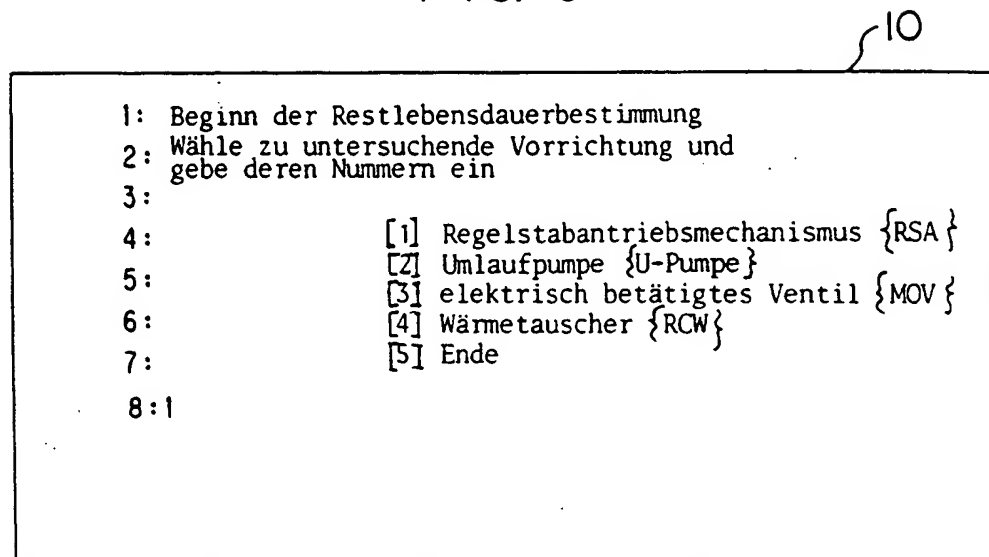 10
1: Beginn der Restlebensdauerbestimmung
2: Wähle zu untersuchende Vorrichtung und
gebe deren Nummern ein
3:
4: [1] Regelstabantriebsmechanismus {RSA}
[2] Umlaufpumpe {U-Pumpe}
5:
[3] elektrisch betätigtes Ventil {MOV}
6: [4] Wärmetauscher {RCW}
7: [5] Ende
8:1